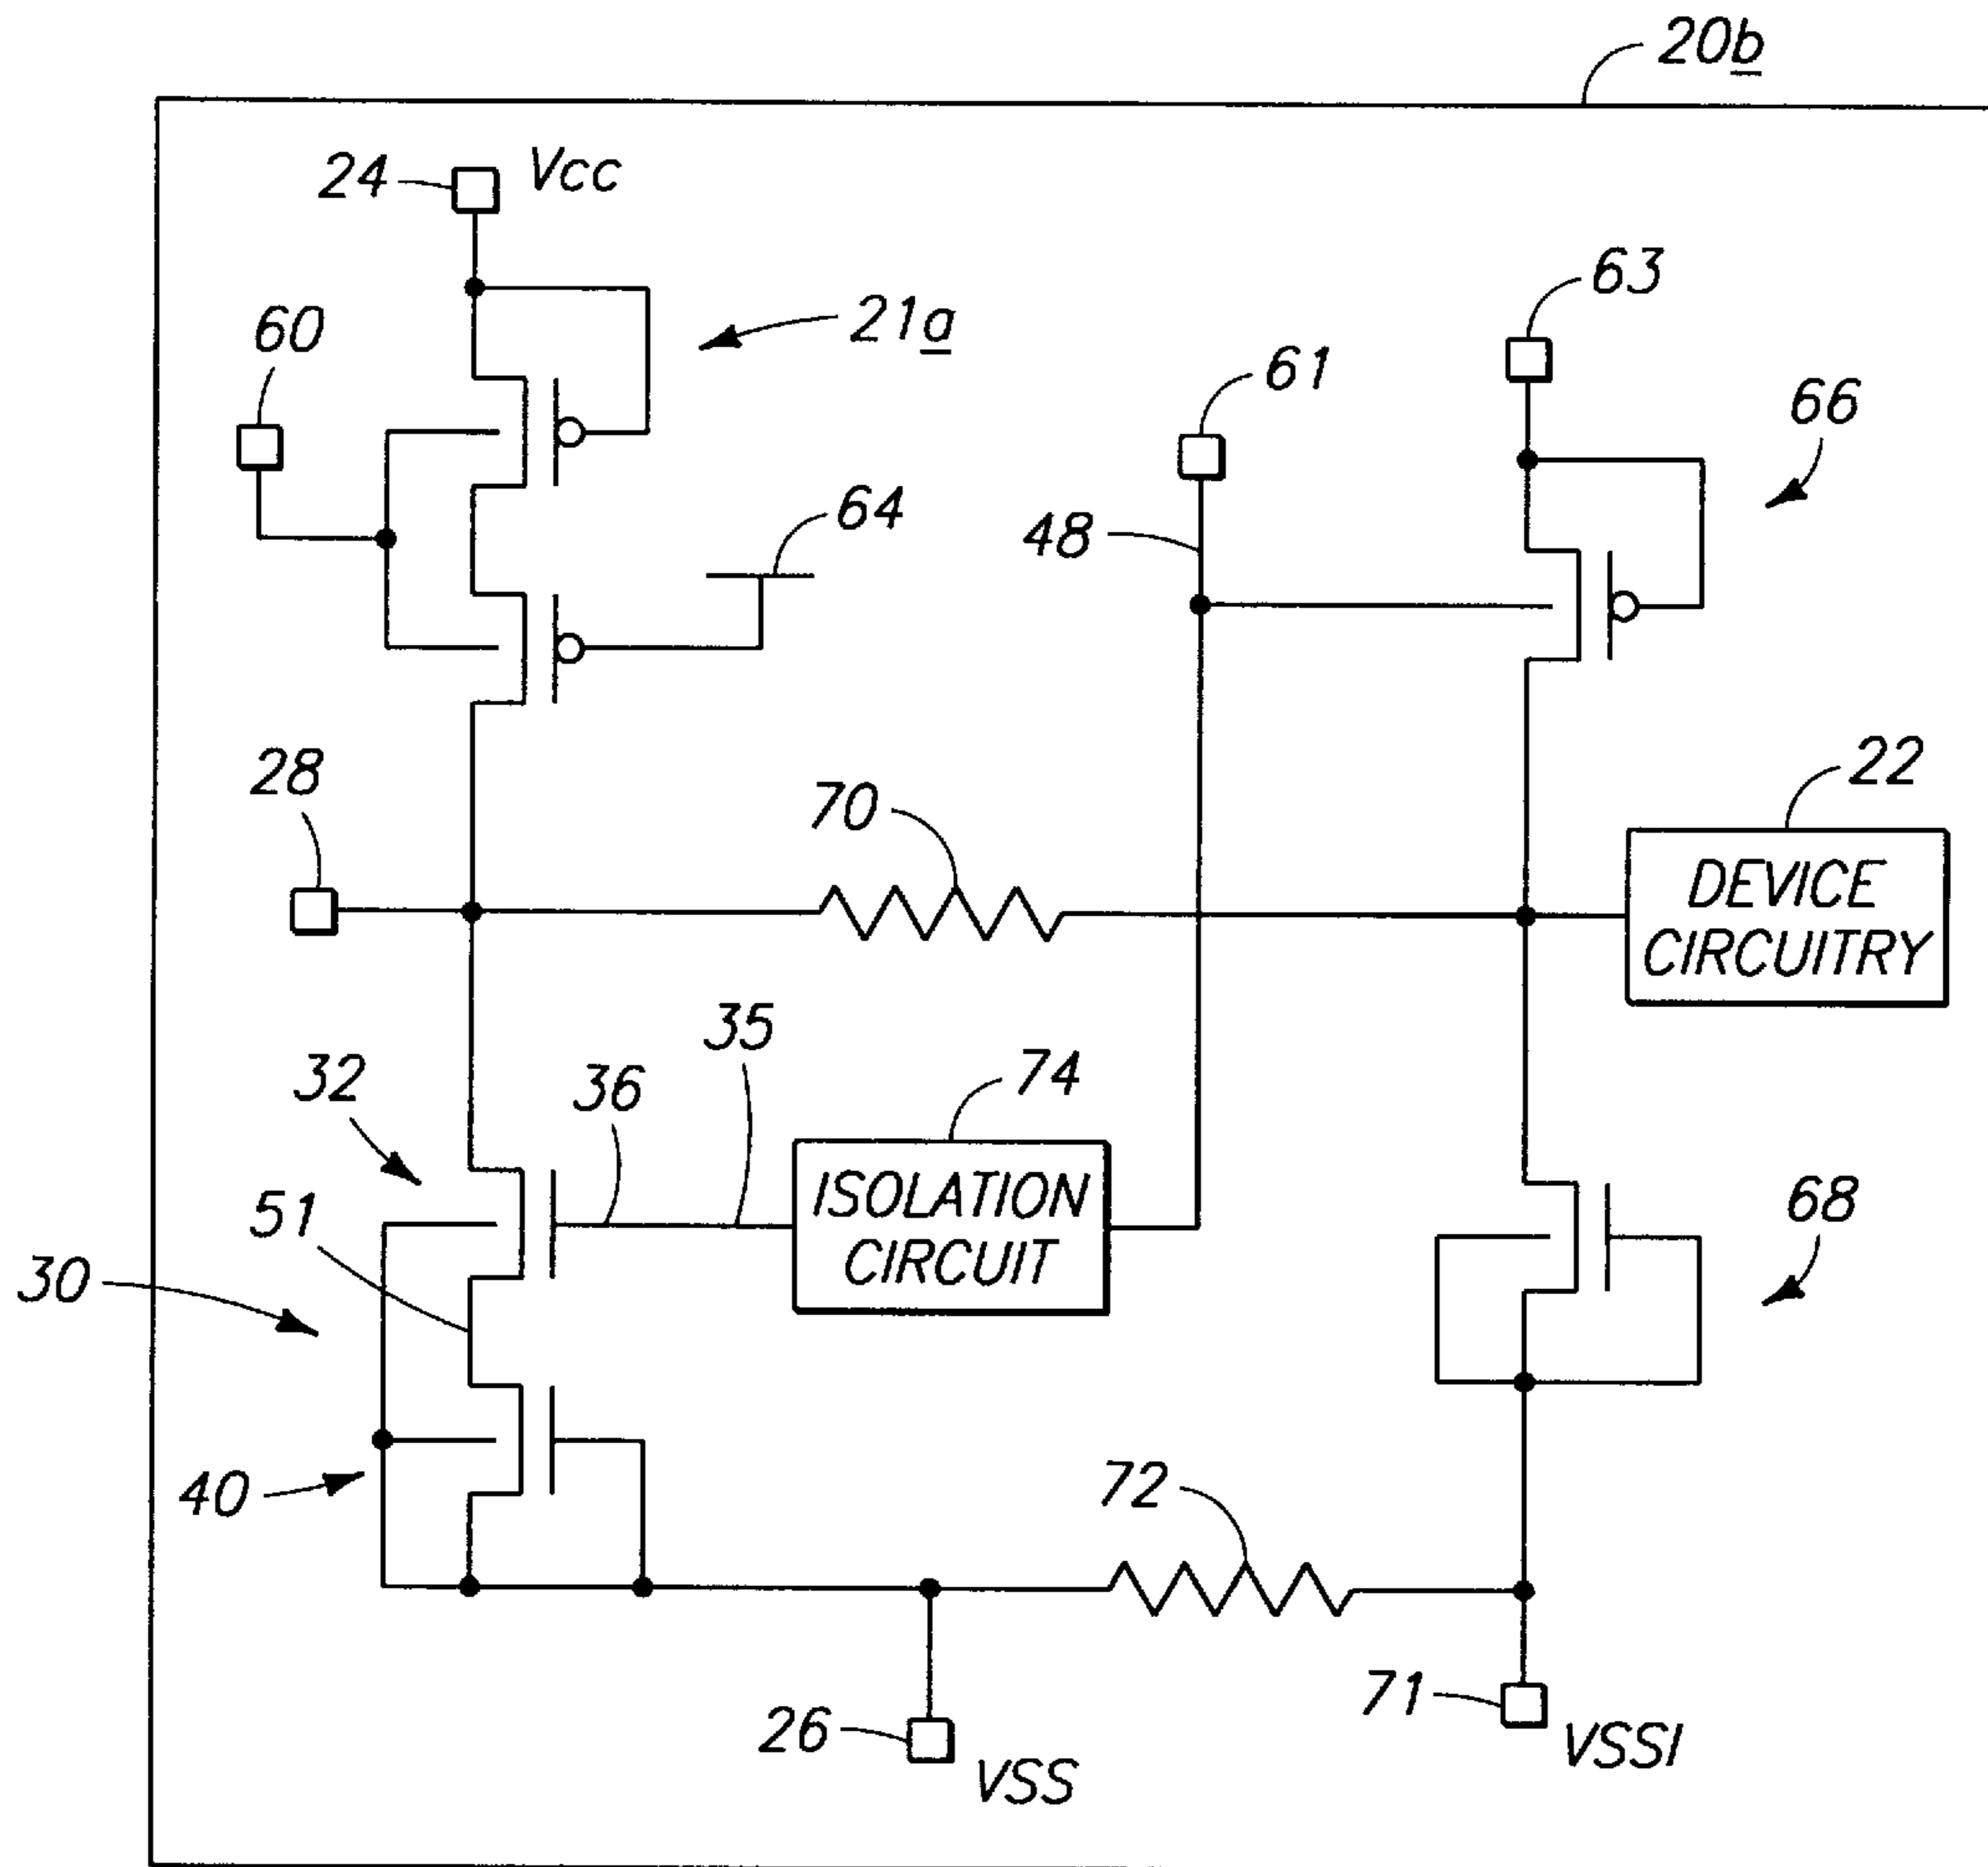 20b
24
Vcc
63
60
21a
61
66
64
48
28
70
22
DEVICE
CIRCUITRY
35
32
36
74
51
ISOLATION
CIRCUIT
68
30
40
72
71
26
VSSI
VSS